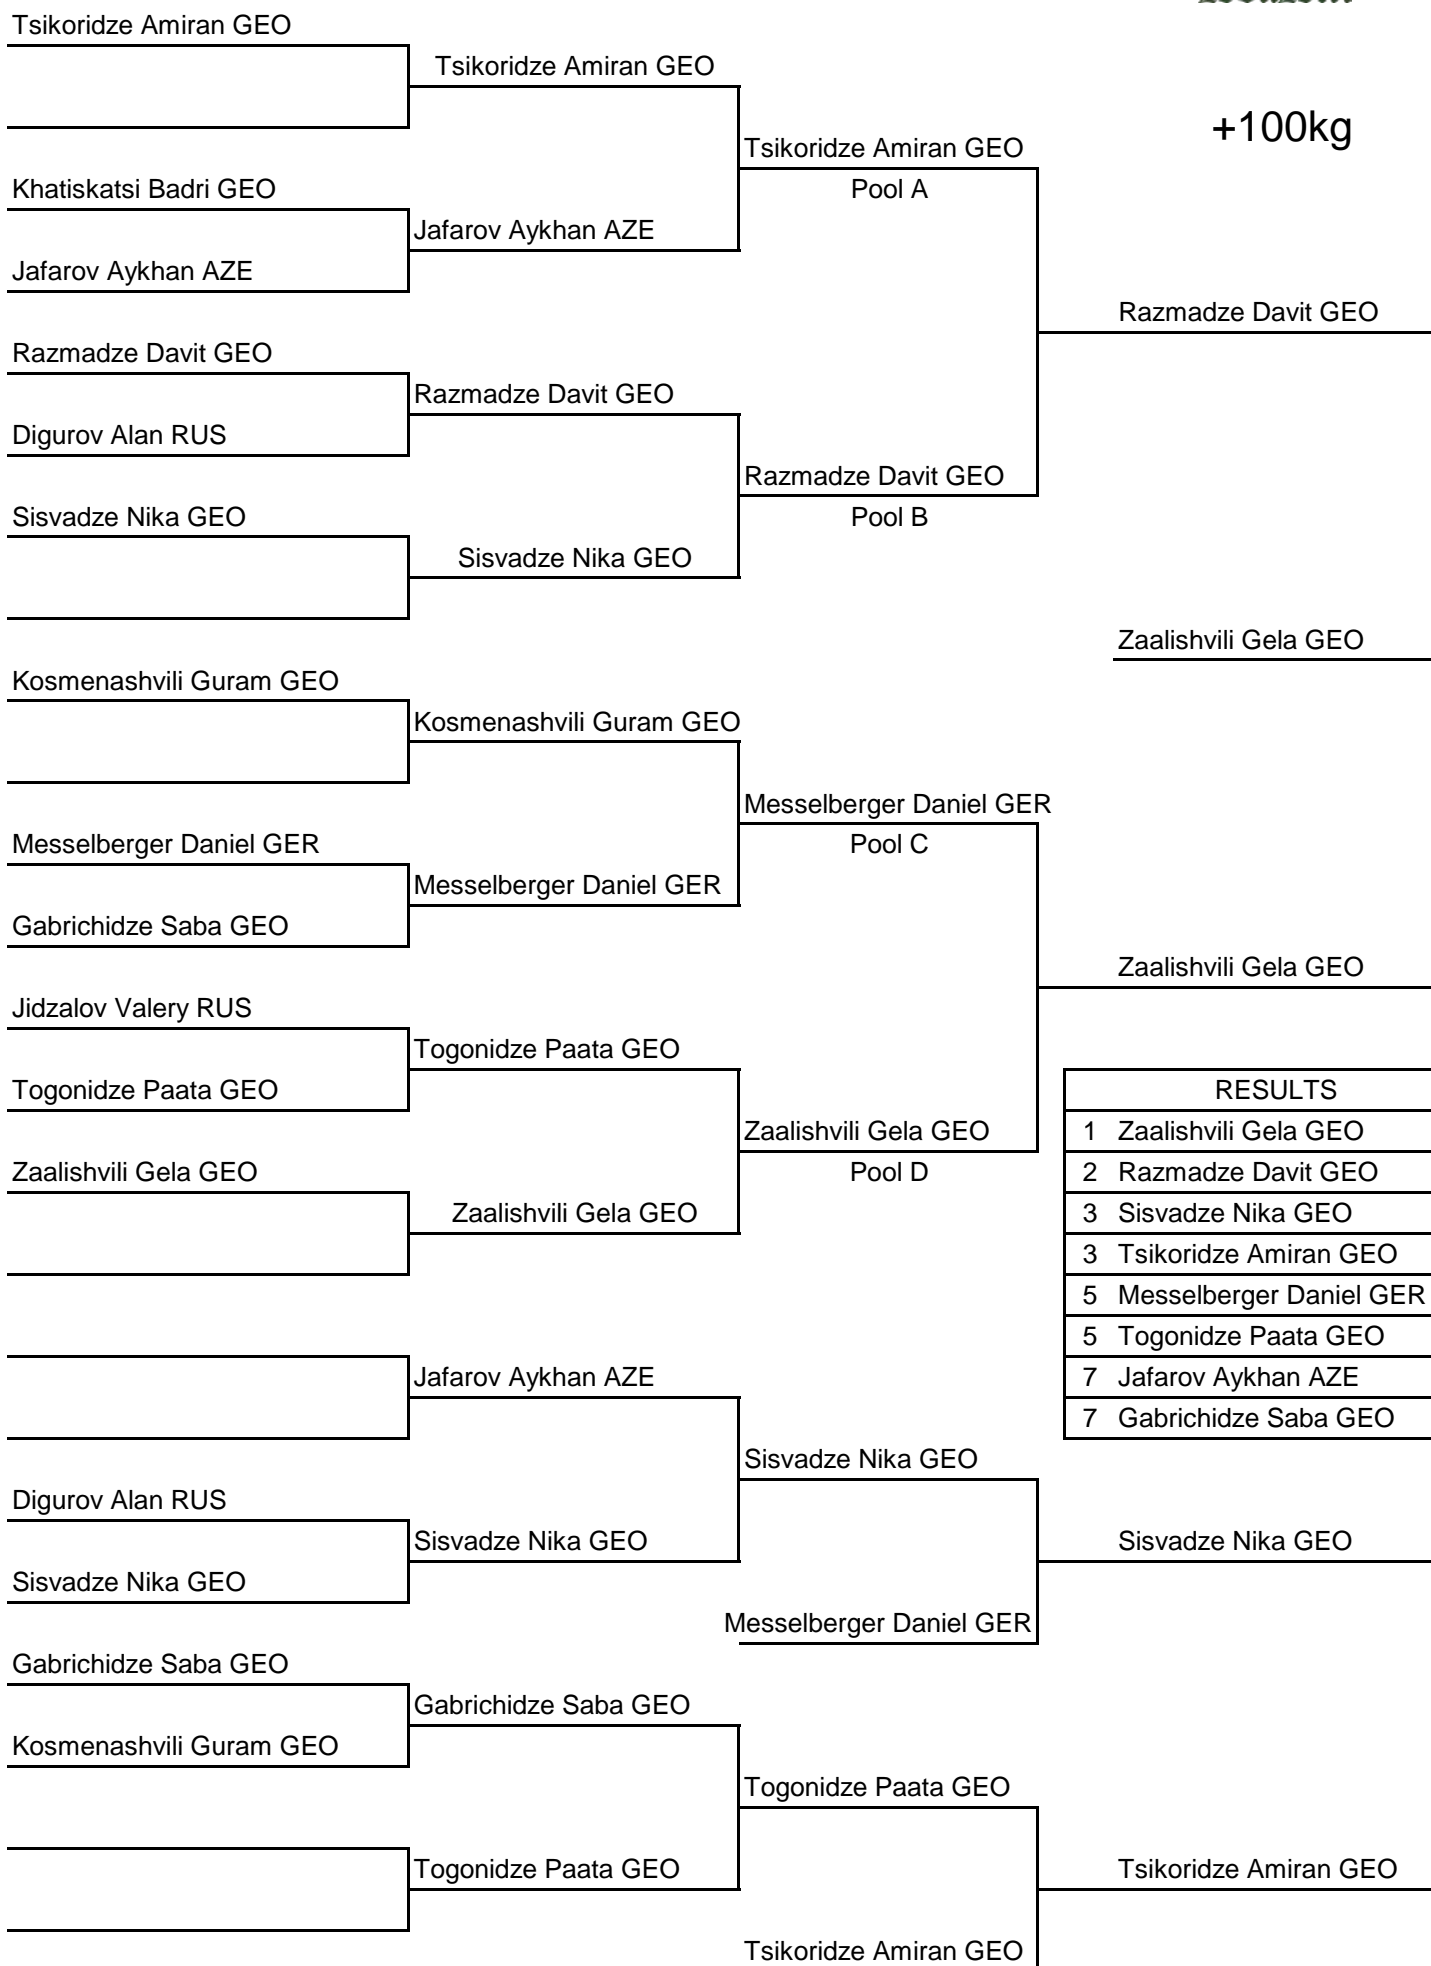 Tsikoridze Amiran GEO
Tsikoridze Amiran GEO
+100kg
Tsikoridze Amiran GEO
Khatiskatsi Badri GEO
Pool A
Jafarov Aykhan AZE
Jafarov Aykhan AZE
Razmadze Davit GEO
Razmadze Davit GEO
Razmadze Davit GEO
Digurov Alan RUS
Razmadze Davit GEO
Sisvadze Nika GEO
Pool B
Sisvadze Nika GEO
Zaalishvili Gela GEO
Kosmenashvili Guram GEO
Kosmenashvili Guram GEO
Messelberger Daniel GER
Messelberger Daniel GER
Pool C
Messelberger Daniel GER
Gabrichidze Saba GEO
Zaalishvili Gela GEO
Jidzalov Valery RUS
Togonidze Paata GEO
Togonidze Paata GEO
RESULTS
Zaalishvili Gela GEO
1 Zaalishvili Gela GEO
Zaalishvili Gela GEO
Pool D
2 Razmadze Davit GEO
Zaalishvili Gela GEO
3 Sisvadze Nika GEO
3 Tsikoridze Amiran GEO
5 Messelberger Daniel GER
5 Togonidze Paata GEO
Jafarov Aykhan AZE
7 Jafarov Aykhan AZE
7 Gabrichidze Saba GEO
Sisvadze Nika GEO
Digurov Alan RUS
Sisvadze Nika GEO
Sisvadze Nika GEO
Sisvadze Nika GEO
Messelberger Daniel GER
Gabrichidze Saba GEO
Gabrichidze Saba GEO
Kosmenashvili Guram GEO
Togonidze Paata GEO
Togonidze Paata GEO
Tsikoridze Amiran GEO
Tsikoridze Amiran GEO